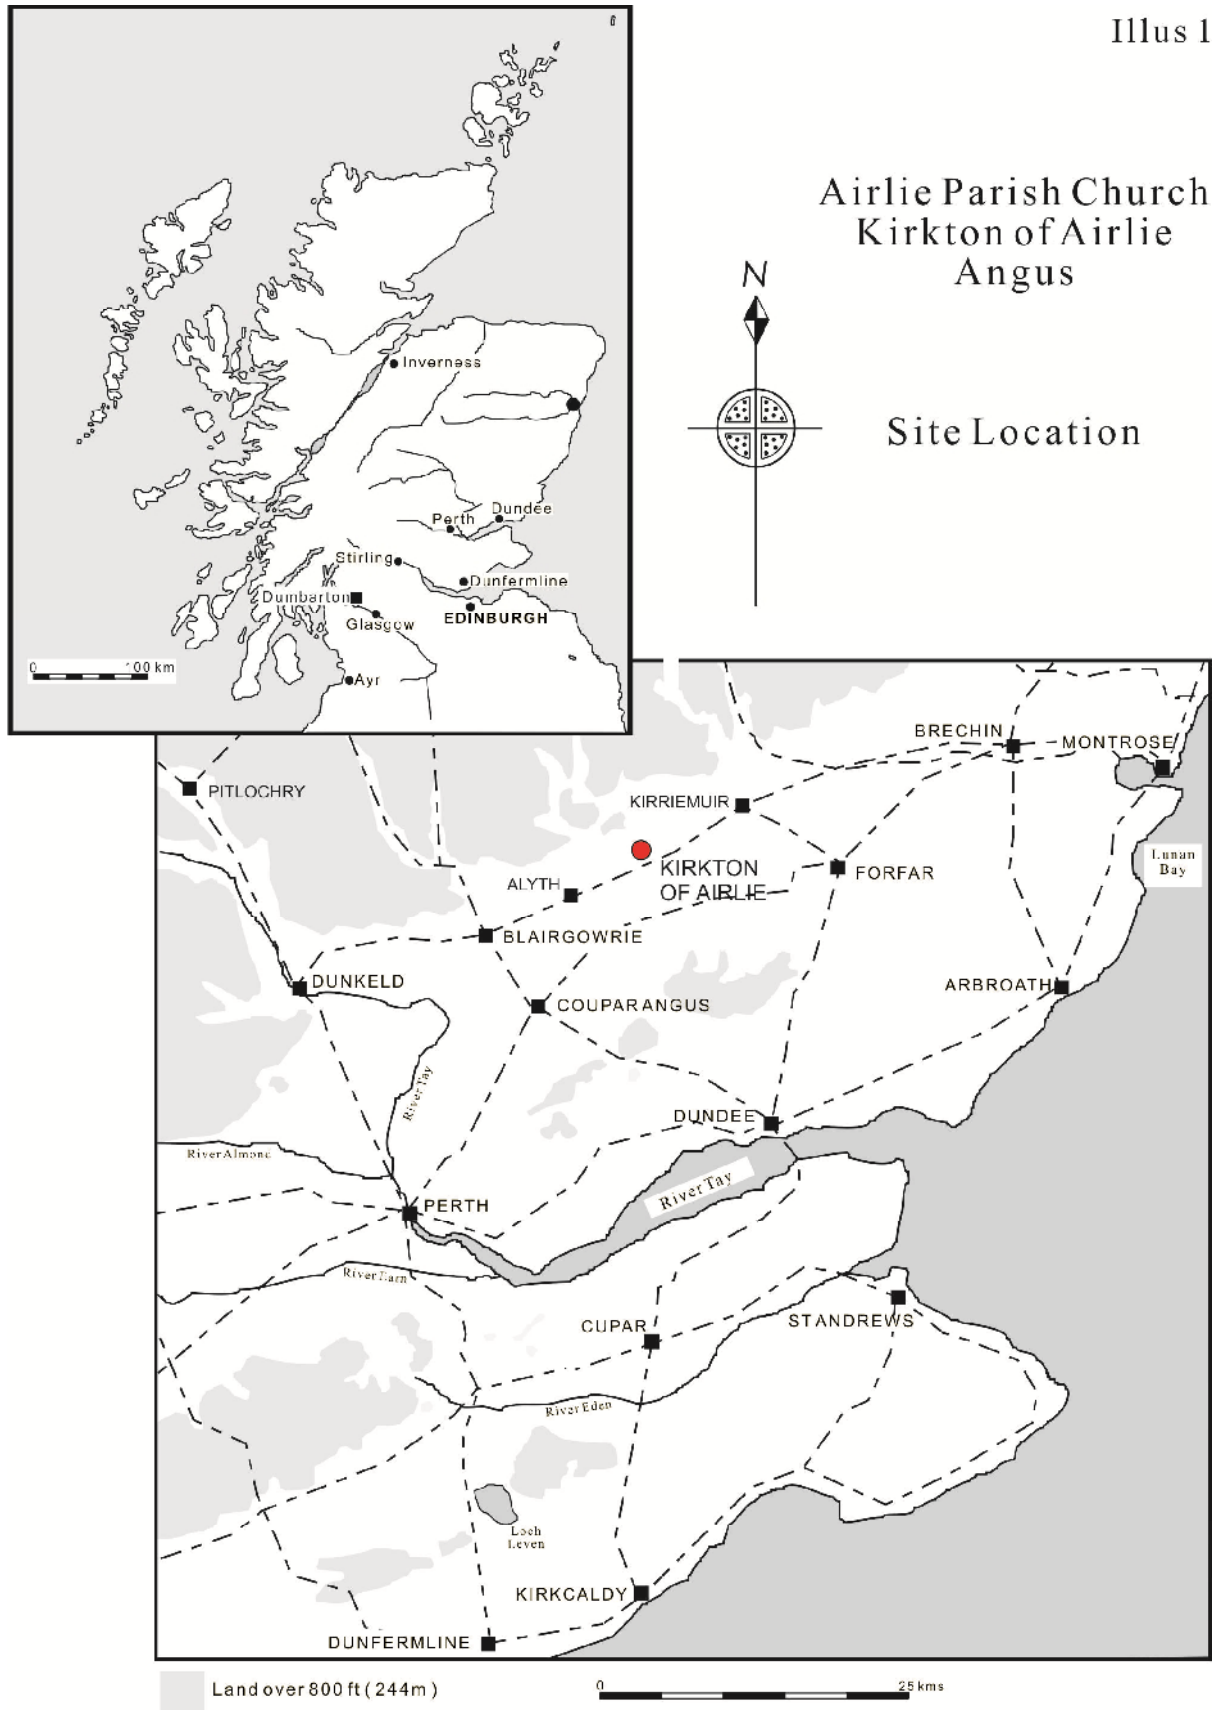 Illus 1
Airlie Parish Church
Kirkton of Airlie
Angus
N
Site Location
Inverness
Dundee
Perth
Stirling
Dunfermline
Dumbarton
EDINBURGH
Glasgow
Ayr
0 100 km
BRECHIN
MONTROSE
PITLOCHRY
KIRRIEMUIR
Lunan
Bay
KIRKTON
OF AIRLIE
FORFAR
ALYTH
BLAIRGOWRIE
DUNKELD
ARBROATH
COUPAR ANGUS
River Tay
DUNDEE
River Almond
River Tay
PERTH
River Earn
CUPAR
ST ANDREWS
River Eden
Loch
Leven
KIRKCALDY
DUNFERMLINE
Land over 800 ft ( 244m )
0 25 kms